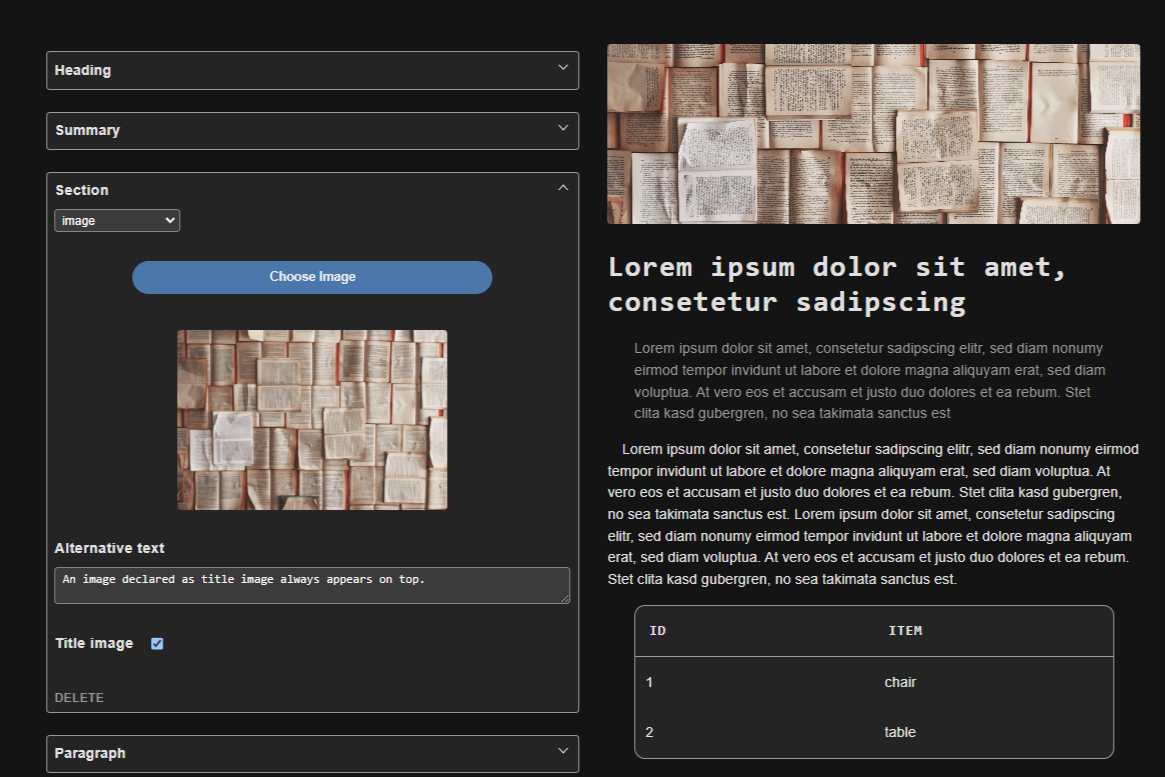 Heading
Summary
Section
image
Choose Image
Alternative text
An image declared as title image always appears on top.
Title image
DELETE
Paragraph
Lorem ipsum dolor sit amet,
consetetur sadipscing
Lorem ipsum dolor sit amet, consetetur sadipscing elitr, sed diam nonumy
eirmod tempor invidunt ut labore et dolore magna aliquyam erat, sed diam
voluptua. At vero eos et accusam et justo duo dolores et ea rebum. Stet
clita kasd gubergren, no sea takimata sanctus est
Lorem ipsum dolor sit amet, consetetur sadipscing elitr, sed diam nonumy eirmod
tempor invidunt ut labore et dolore magna aliquyam erat, sed diam voluptua. At
vero eos et accusam et justo duo dolores et ea rebum. Stet clita kasd gubergren,
no sea takimata sanctus est. Lorem ipsum dolor sit amet, consetetur sadipscing
elitr, sed diam nonumy eirmod tempor invidunt ut labore et dolore magna aliquyam
erat, sed diam voluptua. At vero eos et accusam et justo duo dolores et ea rebum.
Stet clita kasd gubergren, no sea takimata sanctus est.
ID ITEM
1 chair
2 table